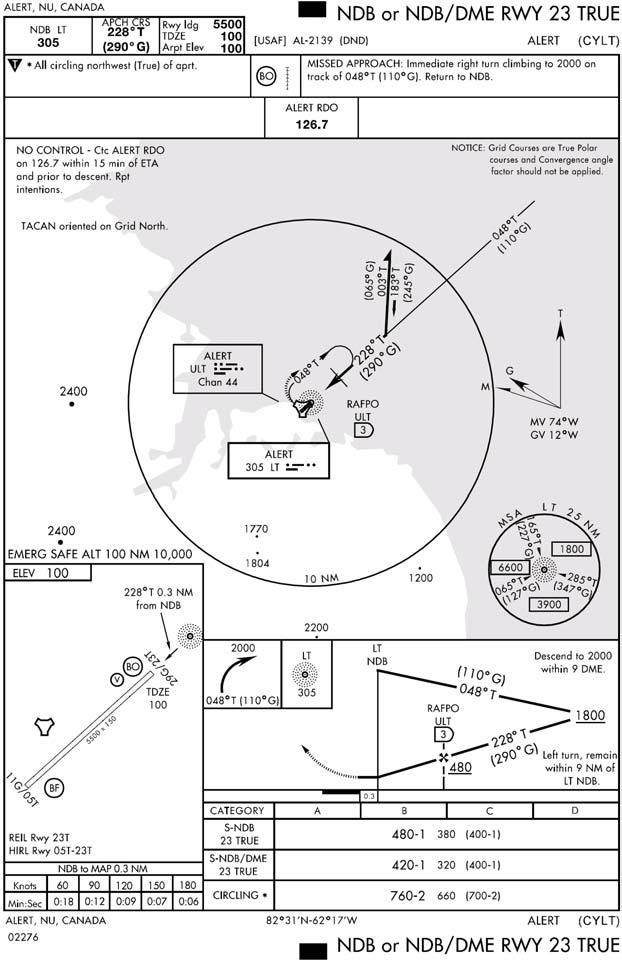 ALERT, NU, CANADA
NDB or NDB/DME RWY 23 TRUE
NDB LT
305
APCH CRS
228°T
(290°G)
Rwy ldg 5500
TDZE 100
Arpt Elev 100
[USAF] AL-2139 (DND)
ALERT (CYLT)
T * All circling northwest (True) of aprt.
BO
MISSED APPROACH: Immediate right turn climbing to 2000 on
track of 048°T (110°G). Return to NDB.
ALERT RDO
126.7
NO CONTROL - Ctc ALERT RDO
on 126.7 within 15 min of ETA
and prior to descent. Rpt
intentions.
NOTICE: Grid Courses are True Polar
courses and Convergence angle
factor should not be applied.
TACAN oriented on Grid North.
048°T
(110°G)
(065°G)
003°T
183°T
(245°G)
228°T
(290°G)
048°T
ALERT
ULT
Chan 44
RAFPO
ULT
3
ALERT
305 LT
T
G
M
MV 74°W
GV 12°W
2400
2400
1770
1804
10 NM
1200
2200
EMERG SAFE ALT 100 NM 10,000
MSA LT 25 NM
165°T
(227°G)
1800
6600
065°T
(127°G)
285°T
(347°G)
3900
ELEV 100
228°T 0.3 NM
from NDB
BO
V
29G/23T
TDZE
100
5500 x 150
11G/05T
BF
REIL Rwy 23T
HIRL Rwy 05T-23T
NDB to MAP 0.3 NM
Knots 60 90 120 150 180
Min:Sec 0:18 0:12 0:09 0:07 0:06
2000
048°T (110°G)
LT
305
LT
NDB
Descend to 2000
within 9 DME.
(110°G)
048°T
1800
RAFPO
ULT
3
228°T
(290°G)
480
Left turn, remain
within 9 NM of
LT NDB.
0.3
CATEGORY A B C D
S-NDB
23 TRUE
480-1 380 (400-1)
S-NDB/DME
23 TRUE
420-1 320 (400-1)
CIRCLING *
760-2 660 (700-2)
ALERT, NU, CANADA
82°31'N-62°17'W
ALERT (CYLT)
02276
NDB or NDB/DME RWY 23 TRUE